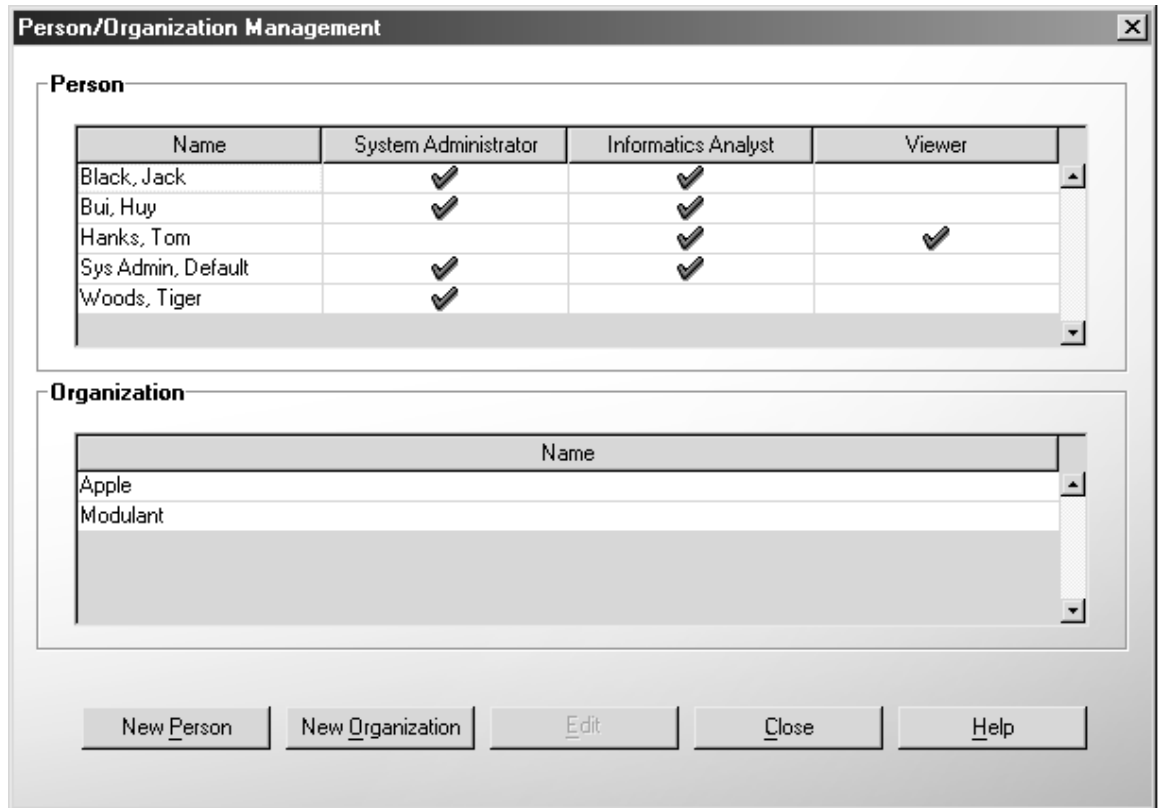 Person/Organization Management
Person
Name System Administrator Informatics Analyst Viewer
Black, Jack
Bui, Huy
Hanks, Tom
Sys Admin, Default
Woods, Tiger
Organization
Name
Apple
Modulant
New Person New Organization Edit Close Help